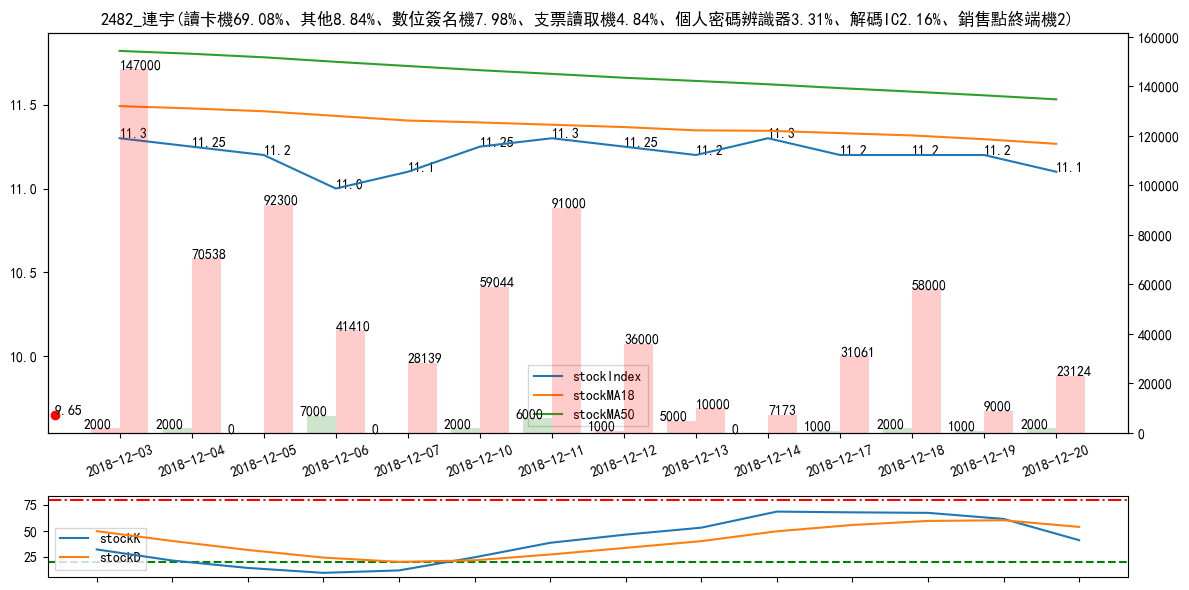 2482_連宇(讀卡機69.08%、其他8.84%、數位簽名機7.98%、支票讀取機4.84%、個人密碼辨識器3.31%、解碼IC2.16%、銷售點終端機2)
160000
147000
140000
11.5
11.3 11.25 11.2 11.0 11.1 11.25 11.3 11.25 11.2 11.3 11.2 11.2 11.2 11.1
120000
11.0
100000
92300 91000
80000
70538
10.5
59044 58000
60000
41410 36000
40000
28139 31061
10.0
23124
20000
stockIndex
stockMA18
stockMA50
9.65
2000 2000 0 7000 0 2000 6000 1000 5000 10000 0 7173 1000 2000 1000 9000 2000
0
2018-12-03 2018-12-04 2018-12-05 2018-12-06 2018-12-07 2018-12-10 2018-12-11 2018-12-12 2018-12-13 2018-12-14 2018-12-17 2018-12-18 2018-12-19 2018-12-20
75
50
25
stockK
stockD